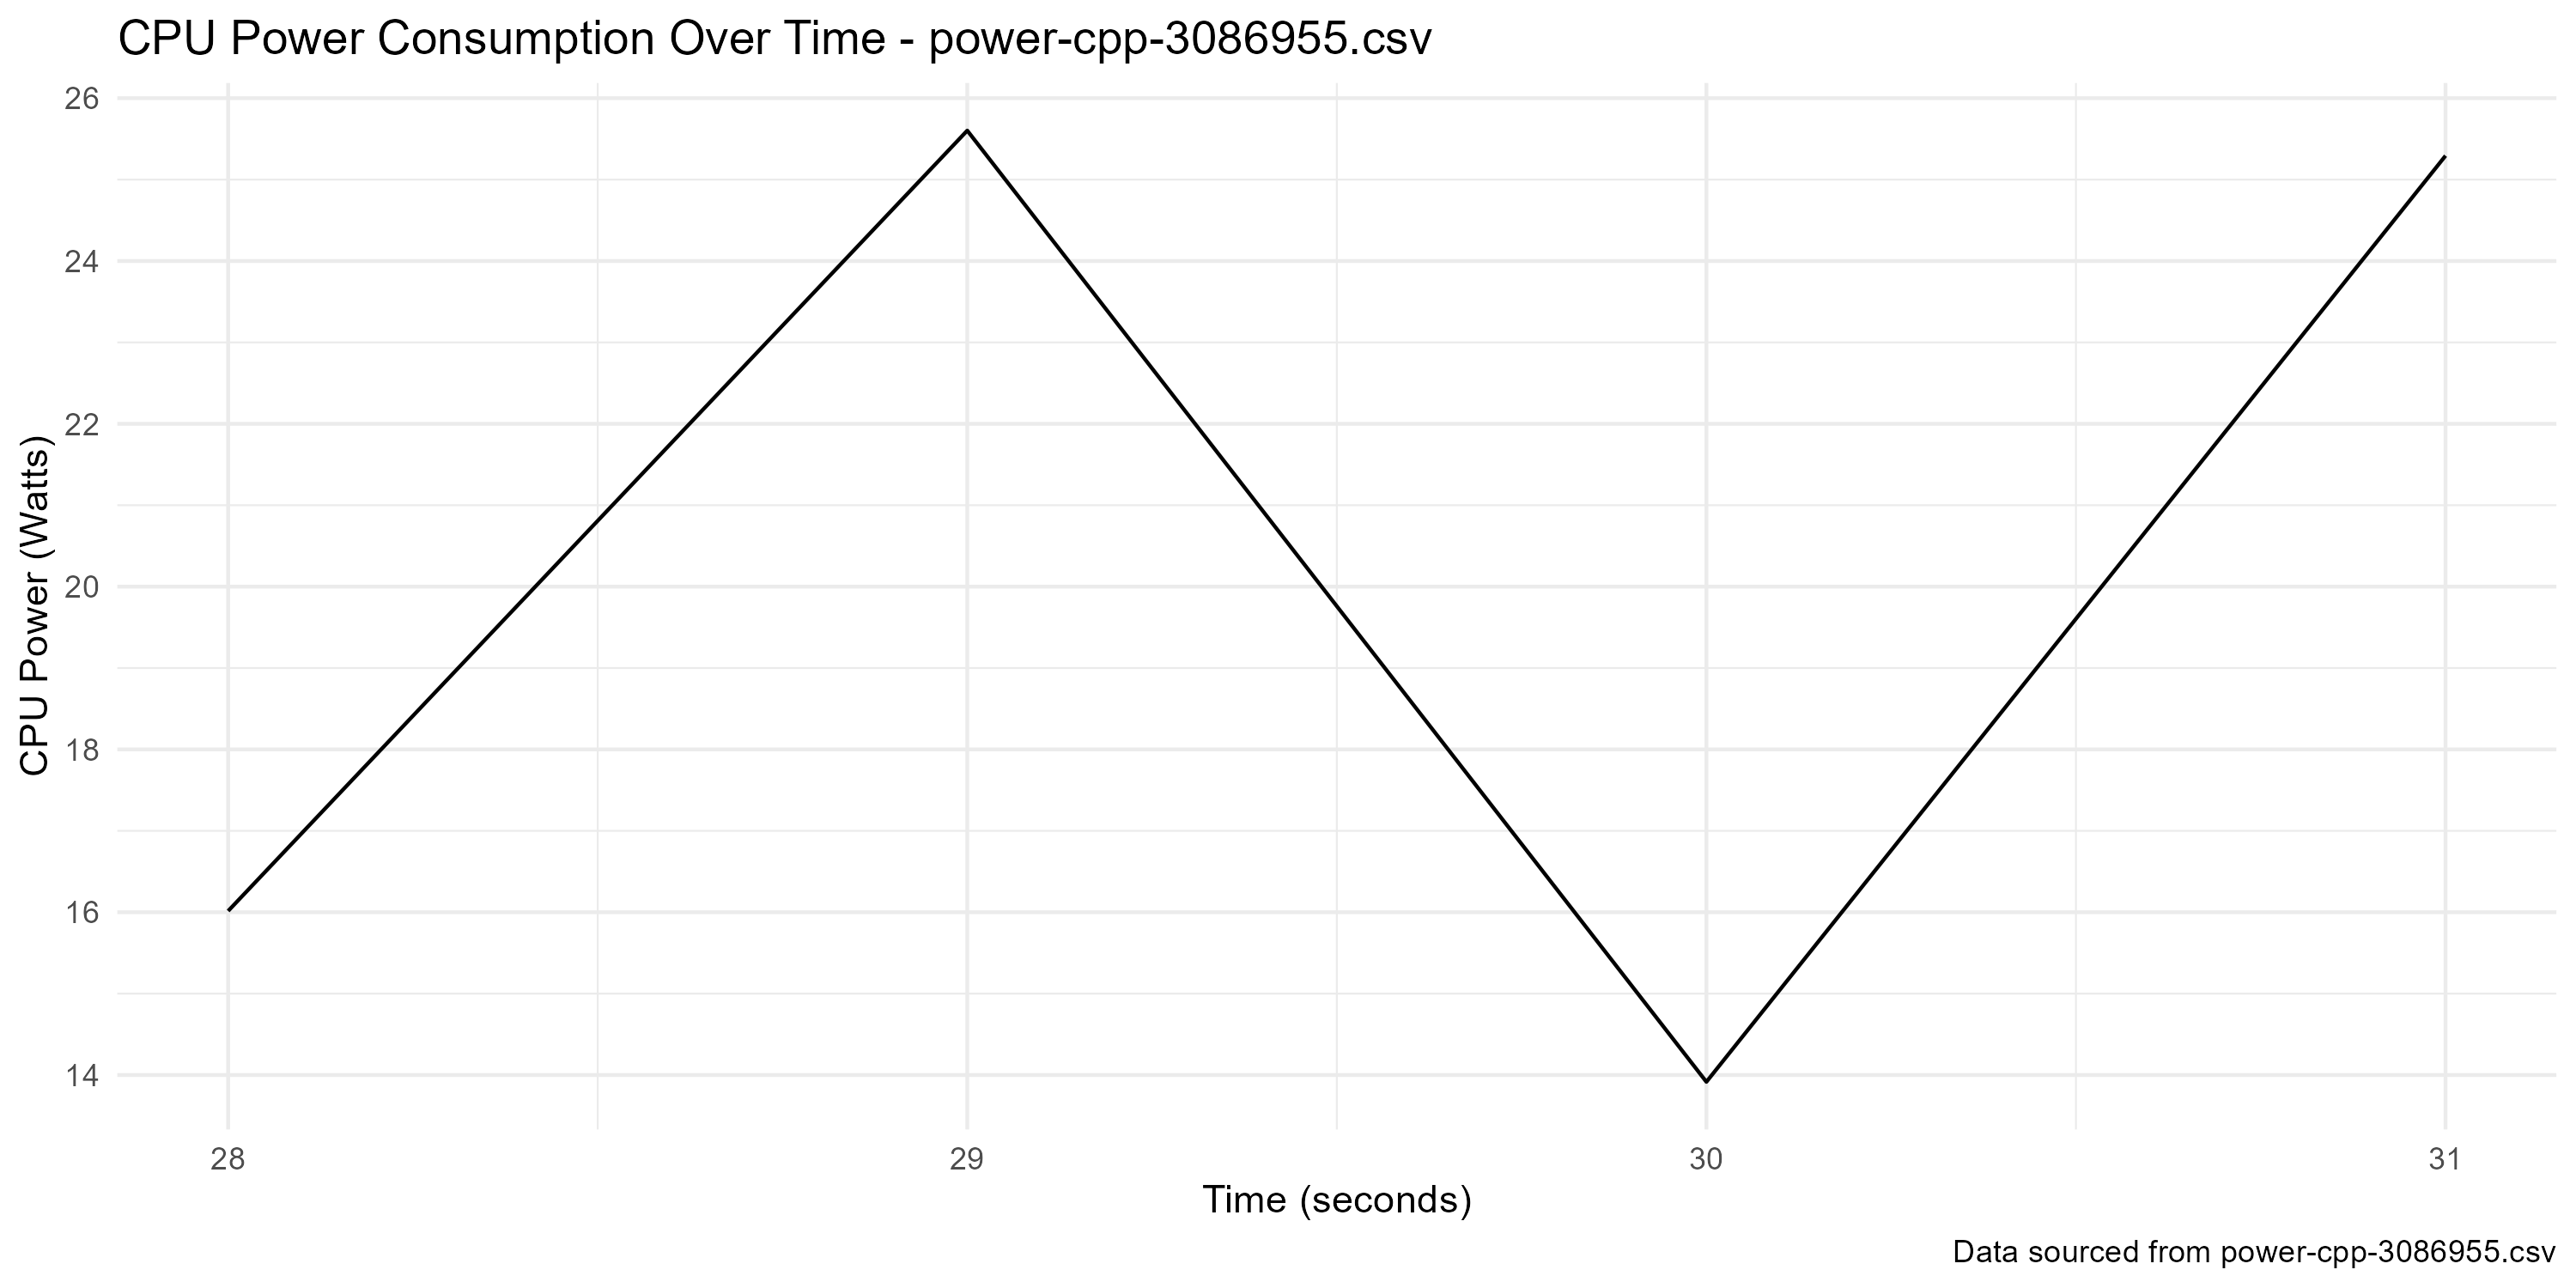 CPU Power Consumption Over Time - power-cpp-3086955.csv
CPU Power (Watts)
26
24
22
20
18
16
14
28 29 30 31
Time (seconds)
Data sourced from power-cpp-3086955.csv